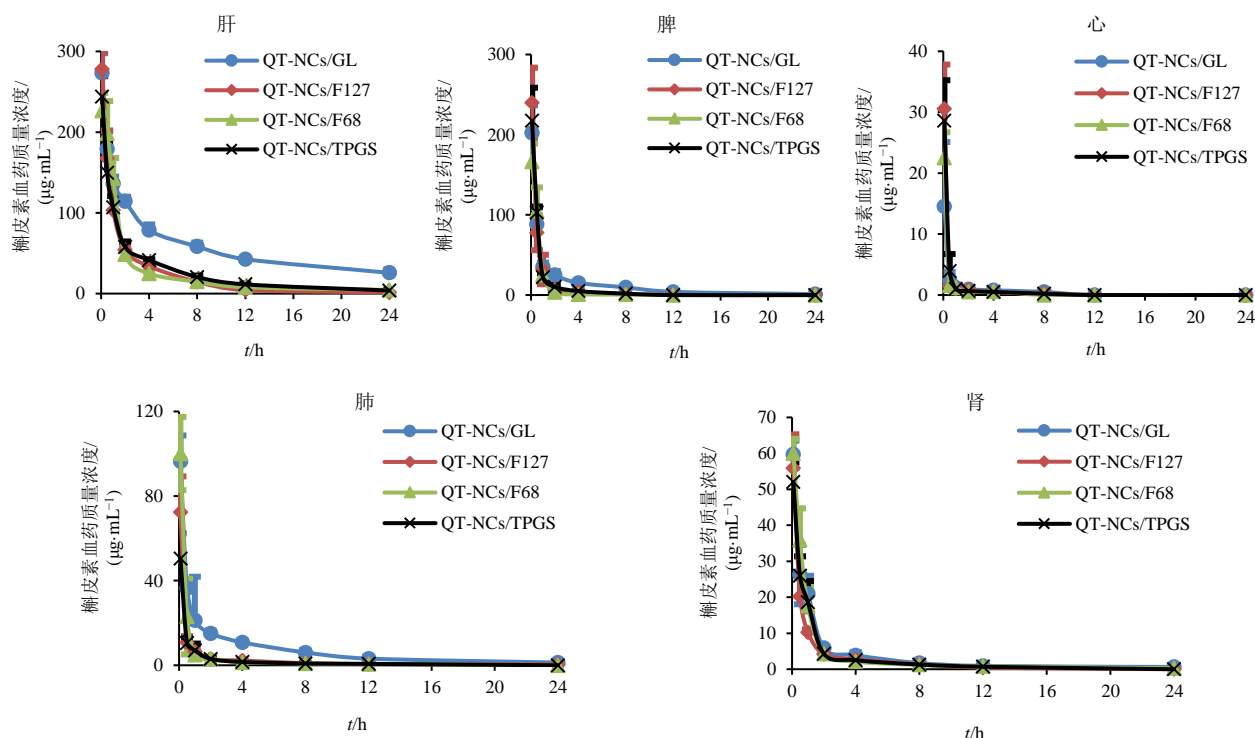 肝
槲皮素血药质量浓度/
(μg·mL⁻¹)
300
200
100
0
0 4 8 12 16 20 24
t/h
QT-NCs/GL
QT-NCs/F127
QT-NCs/F68
QT-NCs/TPGS
脾
槲皮素血药质量浓度/
(μg·mL⁻¹)
300
200
100
0
0 4 8 12 16 20 24
t/h
QT-NCs/GL
QT-NCs/F127
QT-NCs/F68
QT-NCs/TPGS
心
槲皮素血药质量浓度/
(μg·mL⁻¹)
40
30
20
10
0
0 4 8 12 16 20 24
t/h
QT-NCs/GL
QT-NCs/F127
QT-NCs/F68
QT-NCs/TPGS
肺
槲皮素血药质量浓度/
(μg·mL⁻¹)
120
80
40
0
0 4 8 12 16 20 24
t/h
QT-NCs/GL
QT-NCs/F127
QT-NCs/F68
QT-NCs/TPGS
肾
槲皮素血药质量浓度/
(μg·mL⁻¹)
70
60
50
40
30
20
10
0
0 4 8 12 16 20 24
t/h
QT-NCs/GL
QT-NCs/F127
QT-NCs/F68
QT-NCs/TPGS